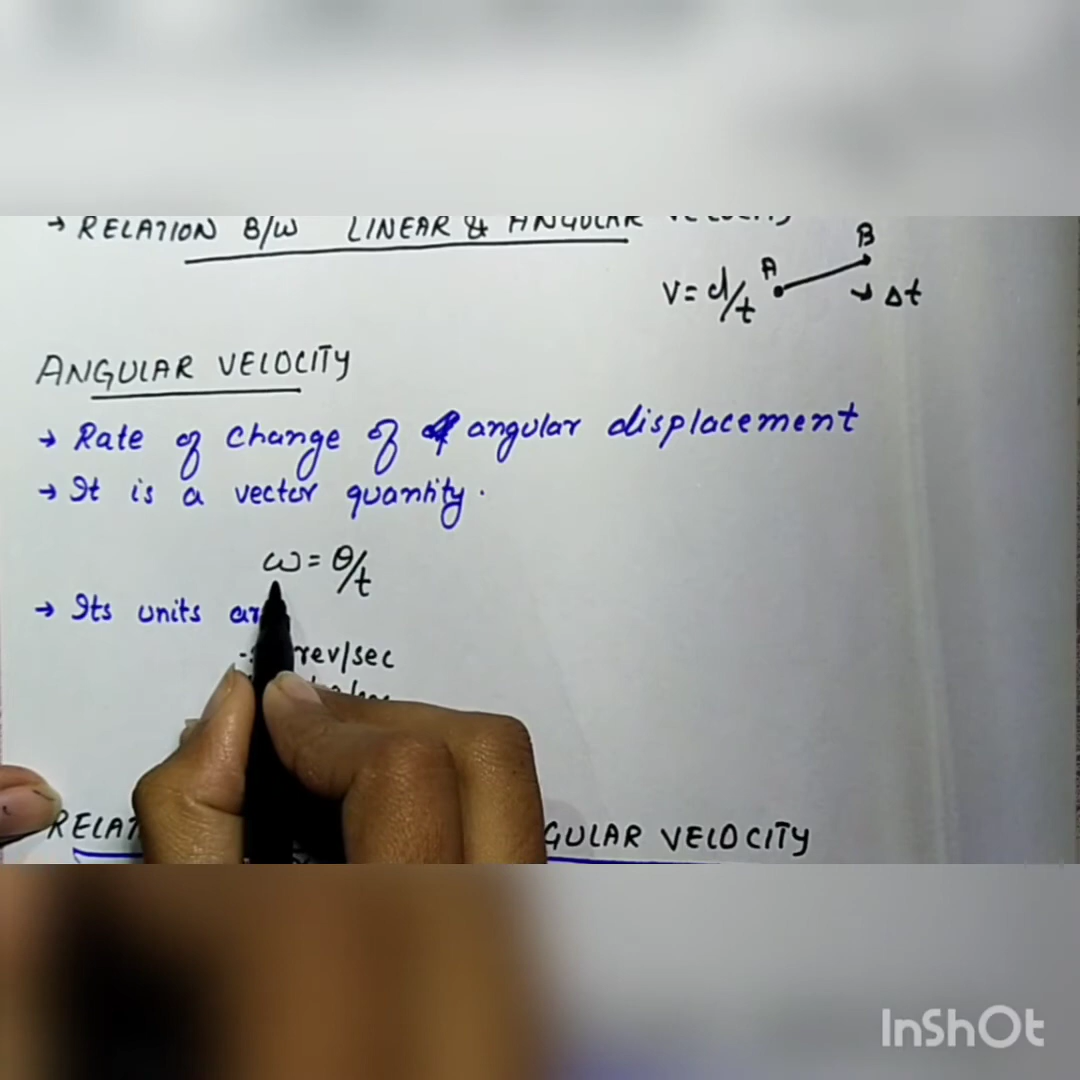 → RELATION B/W LINEAR & ANGULAR VELOCITY
B
A
V = d/t
→ Δt
ANGULAR VELOCITY
→ Rate of change of angular displacement
→ It is a vector quantity.
ω = θ/t
→ Its units
rev/sec
VELOCITY
InShOt